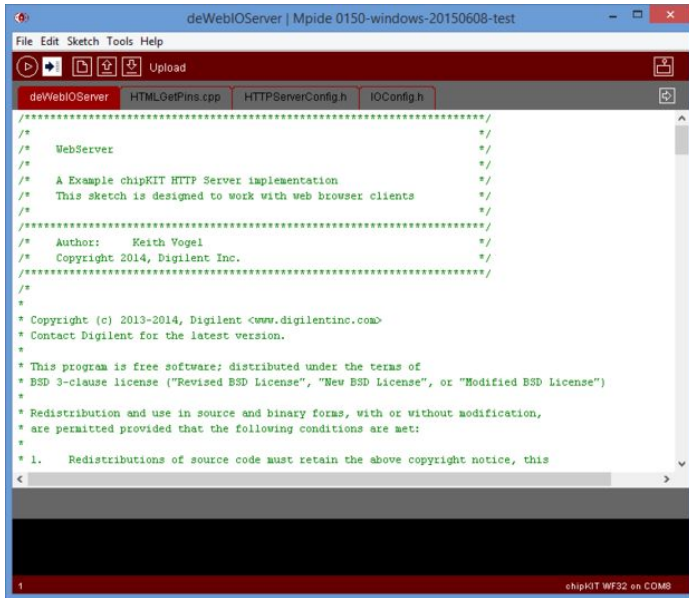 deWebIOServer | Mpide 0150-windows-20150608-test
File Edit Sketch Tools Help
Upload
deWebIOServer HTMLGetPins.cpp HTTPServerConfig.h IOConfig.h
/************************************************************************/
/* */
/* WebServer */
/* */
/* A Example chipKIT HTTP Server implementation */
/* This sketch is designed to work with web browser clients */
/* */
/************************************************************************/
/* Author: Keith Vogel */
/* Copyright 2014, Digilent Inc. */
/************************************************************************/
/*
*
* Copyright (c) 2013-2014, Digilent <www.digilentinc.com>
* Contact Digilent for the latest version.
*
* This program is free software; distributed under the terms of
* BSD 3-clause license ("Revised BSD License", "New BSD License", or "Modified BSD License")
*
* Redistribution and use in source and binary forms, with or without modification,
* are permitted provided that the following conditions are met:
*
* 1. Redistributions of source code must retain the above copyright notice, this
1
chipKIT WF32 on COM8